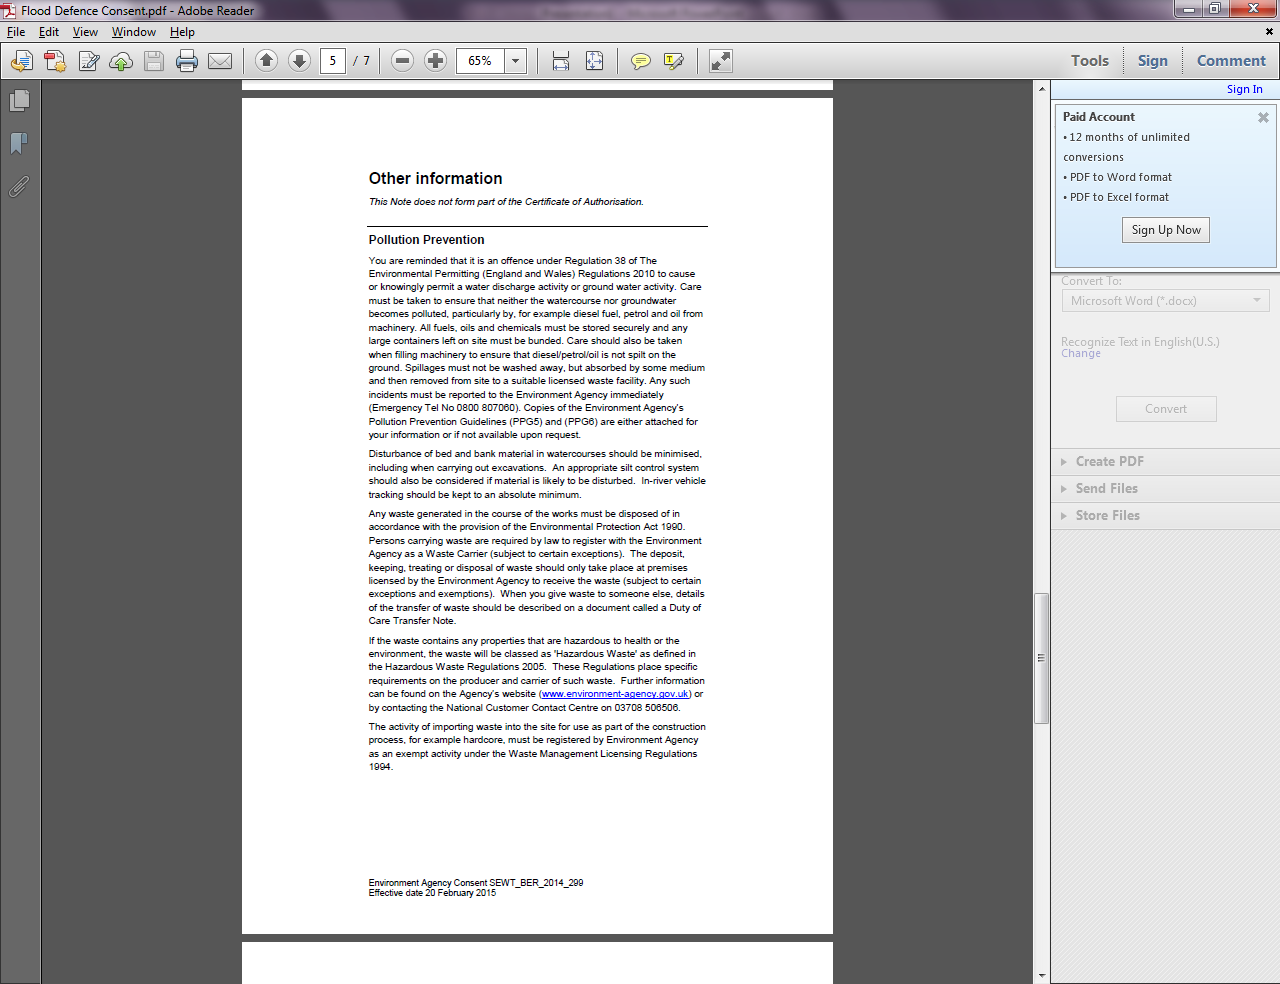 Flood Defence Consent.pdf - Adobe Reader
File Edit View Window Help
5 / 7 65% Tools Sign Comment
Sign In
Paid Account
• 12 months of unlimited
conversions
• PDF to Word format
• PDF to Excel format
Sign Up Now
Convert To:
Microsoft Word (*.docx)
Recognize Text in English(U.S.)
Change
Convert
Create PDF
Send Files
Store Files
Other information
This Note does not form part of the Certificate of Authorisation.
Pollution Prevention
You are reminded that it is an offence under Regulation 38 of The
Environmental Permitting (England and Wales) Regulations 2010 to cause
or knowingly permit a water discharge activity or ground water activity. Care
must be taken to ensure that neither the watercourse nor groundwater
becomes polluted, particularly by, for example diesel fuel, petrol and oil from
machinery. All fuels, oils and chemicals must be stored securely and any
large containers left on site must be bunded. Care should also be taken
when filling machinery to ensure that diesel/petrol/oil is not spilt on the
ground. Spillages must not be washed away, but absorbed by some medium
and then removed from site to a suitable licensed waste facility. Any such
incidents must be reported to the Environment Agency immediately
(Emergency Tel No 0800 807060). Copies of the Environment Agency's
Pollution Prevention Guidelines (PPG5) and (PPG6) are either attached for
your information or if not available upon request.
Disturbance of bed and bank material in watercourses should be minimised,
including when carrying out excavations. An appropriate silt control system
should also be considered if material is likely to be disturbed. In-river vehicle
tracking should be kept to an absolute minimum.
Any waste generated in the course of the works must be disposed of in
accordance with the provision of the Environmental Protection Act 1990.
Persons carrying waste are required by law to register with the Environment
Agency as a Waste Carrier (subject to certain exceptions). The deposit,
keeping, treating or disposal of waste should only take place at premises
licensed by the Environment Agency to receive the waste (subject to certain
exceptions and exemptions). When you give waste to someone else, details
of the transfer of waste should be described on a document called a Duty of
Care Transfer Note.
If the waste contains any properties that are hazardous to health or the
environment, the waste will be classed as 'Hazardous Waste' as defined in
the Hazardous Waste Regulations 2005. These Regulations place specific
requirements on the producer and carrier of such waste. Further information
can be found on the Agency's website (www.environment-agency.gov.uk) or
by contacting the National Customer Contact Centre on 03708 506506.
The activity of importing waste into the site for use as part of the construction
process, for example hardcore, must be registered by Environment Agency
as an exempt activity under the Waste Management Licensing Regulations
1994.
Environment Agency Consent SEWT_BER_2014_299
Effective date 20 February 2015